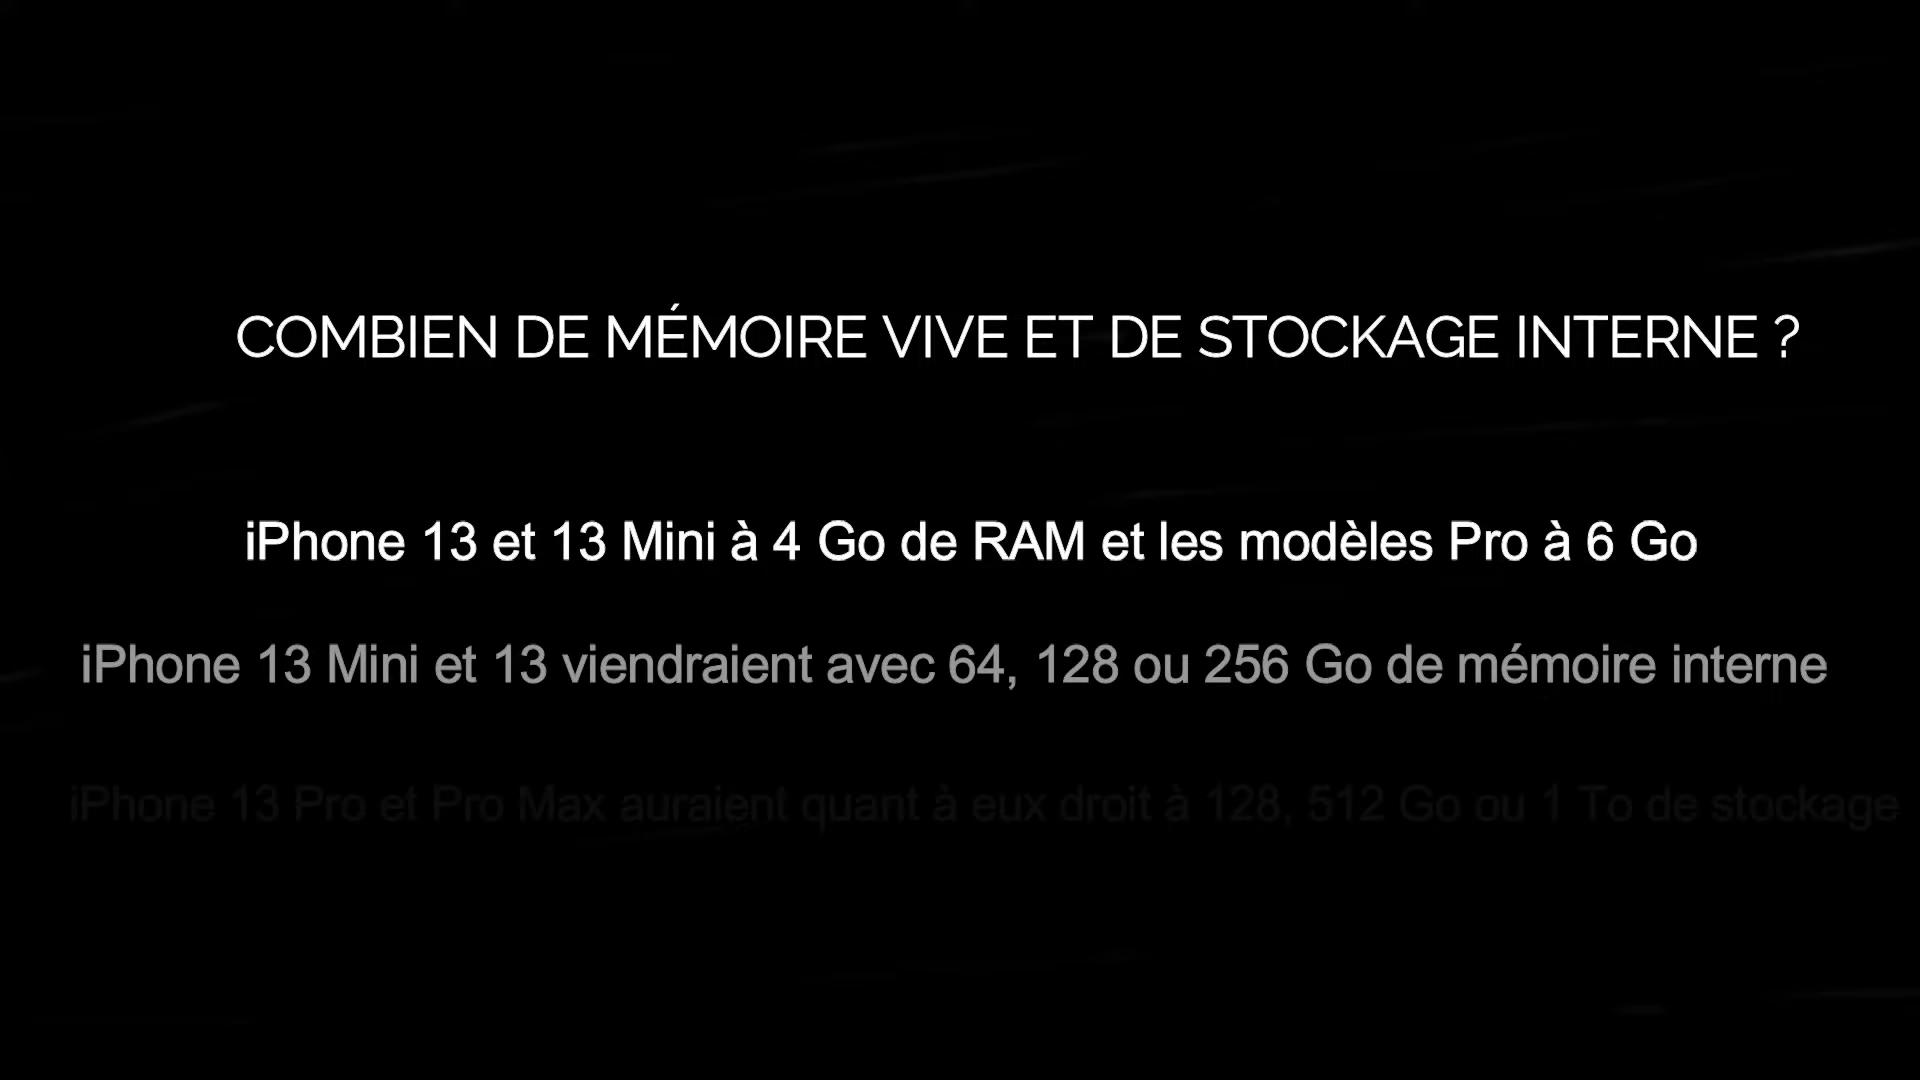 COMBIEN DE MÉMOIRE VIVE ET DE STOCKAGE INTERNE ?
iPhone 13 et 13 Mini à 4 Go de RAM et les modèles Pro à 6 Go
iPhone 13 Mini et 13 viendraient avec 64, 128 ou 256 Go de mémoire interne
iPhone 13 Pro et Pro Max auraient quant à eux droit à 128, 512 Go ou 1 To de stockage